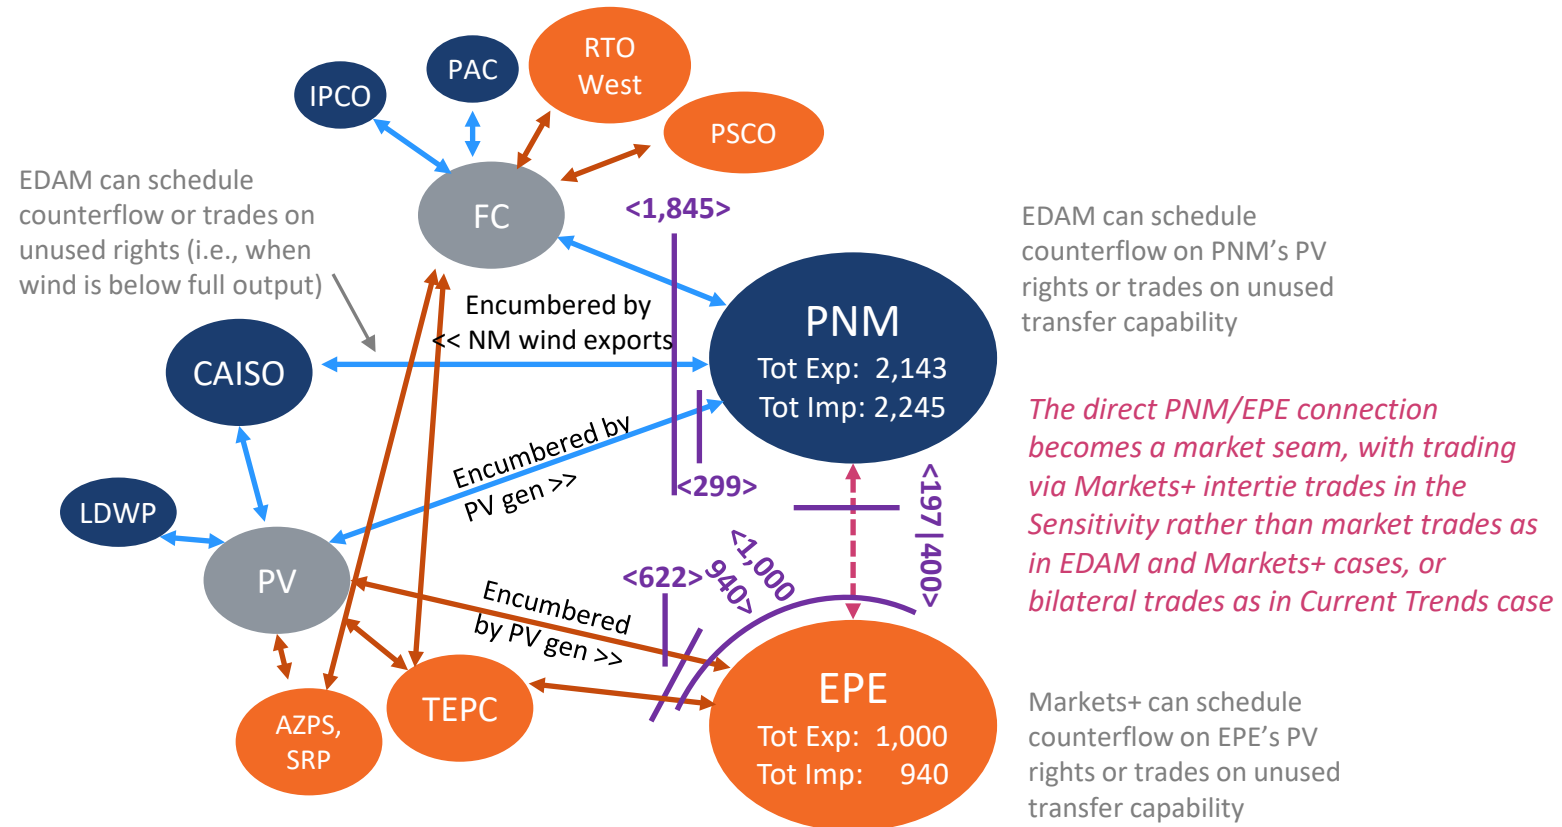 RTO
West
PAC
IPCO
PSCO
EDAM can schedule
counterflow or trades on
unused rights (i.e., when
wind is below full output)
FC
<1,845>
EDAM can schedule
counterflow on PNM's PV
rights or trades on unused
transfer capability
Encumbered by
<< NM wind exports
PNM
Tot Exp: 2,143
Tot Imp: 2,245
CAISO
The direct PNM/EPE connection
becomes a market seam, with trading
via Markets+ intertie trades in the
Sensitivity rather than market trades as
in EDAM and Markets+ cases, or
bilateral trades as in Current Trends case
Encumbered by
PV gen >>
<299>
<197|400>
LDWP
PV
<622>
<1,000
940>
Encumbered
by PV gen >>
TEPC
AZPS,
SRP
EPE
Tot Exp: 1,000
Tot Imp: 940
Markets+ can schedule
counterflow on EPE's PV
rights or trades on unused
transfer capability